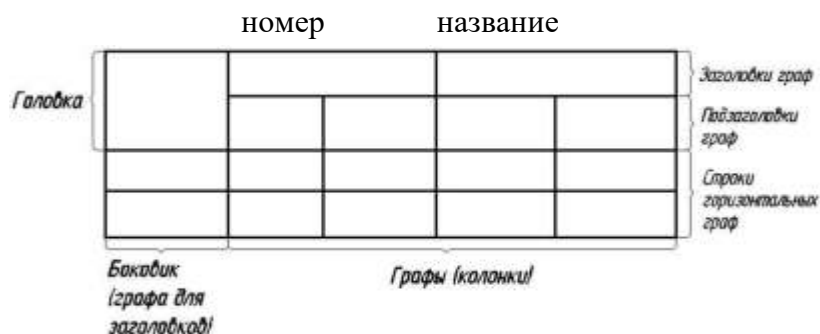 номер название
Заголовки граф
Головка
Подзаголовки
граф
Строки
горизонтальных
граф
Боковик
(графа для
заголовков)
Графы (колонки)